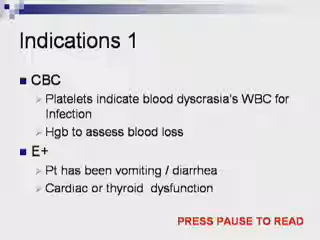 Indications 1
CBC
Platelets indicate blood dyscrasia's WBC for
Infection
Hgb to assess blood loss
E+
Pt has been vomiting / diarrhea
Cardiac or thyroid dysfunction
PRESS PAUSE TO READ